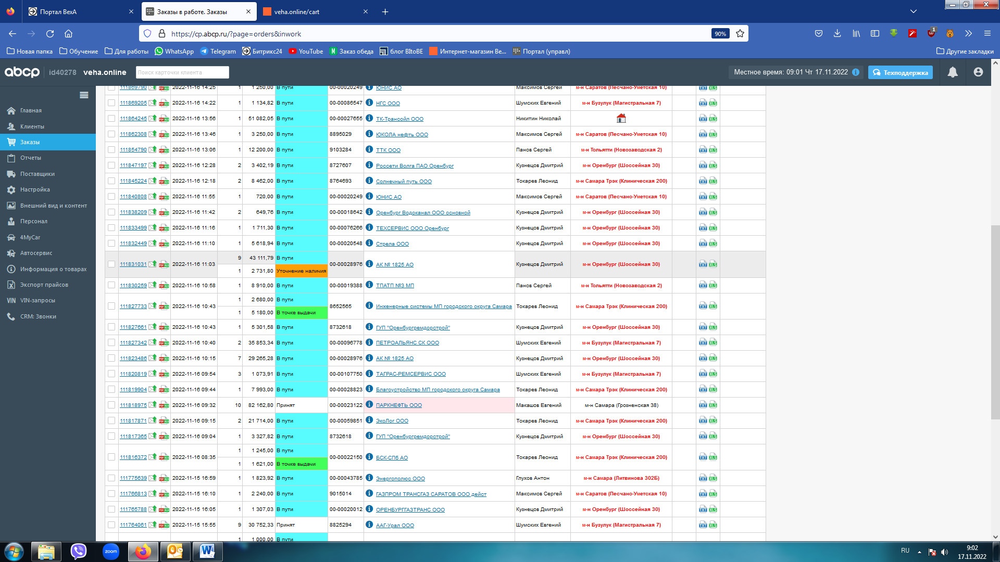 Портал ВехА
Заказы в работе. Заказы
veha.online/cart
https://cp.abcp.ru/?page=orders&inwork
90%
Новая папка
Обучение
Для работы
WhatsApp
Telegram
Битрикс24
YouTube
Заказ обеда
блог BItoBE
Интернет-магазин Ве...
Портал (управл)
Другие закладки
abcp id40278 veha.online
Поиск карточки клиента
Местное время: 09:01 Чт 17.11.2022
Техподдержка
Главная
Клиенты
Заказы
Отчеты
Поставщики
Настройка
Внешний вид и контент
Персонал
4MyCar
Автосервис
Информация о товарах
Экспорт прайсов
VIN VIN-запросы
CRM: Звонки
111869790 2022-11-16 14:25 1 1 250,00 В пути 00-00020249 ЮНИС АО Максимов Сергей м-н Саратов (Песчано-Уметская 10)
111869205 2022-11-16 14:22 1 1 134,82 В пути 00-00086547 НГС ООО Шумских Евгений м-н Бузулук (Магистральная 7)
111864245 2022-11-16 13:56 1 51 082,05 В пути 00-00027655 ТК-Трансойл ООО Никитин Николай
111862308 2022-11-16 13:46 1 3 250,00 В пути 8895029 ЮКОЛА нефть ООО Максимов Сергей м-н Саратов (Песчано-Уметская 10)
111854790 2022-11-16 13:06 1 12 200,00 В пути 9103284 ТТК ООО Панов Сергей м-н Тольятти (Новозаводская 2)
111847197 2022-11-16 12:28 2 3 402,19 В пути 8727607 Россети Волга ПАО Оренбург Кузнецов Дмитрий м-н Оренбург (Шоссейная 30)
111845224 2022-11-16 12:18 2 8 462,00 В пути 8764693 Солнечный путь ООО Токарев Леонид м-н Самара Трэк (Клиническая 200)
111840808 2022-11-16 11:55 1 720,00 В пути 00-00020249 ЮНИС АО Максимов Сергей м-н Саратов (Песчано-Уметская 10)
111838209 2022-11-16 11:42 2 649,76 В пути 00-00018642 Оренбург Водоканал ООО основной Кузнецов Дмитрий м-н Оренбург (Шоссейная 30)
111833499 2022-11-16 11:16 1 1 711,30 В пути 00-00076266 ТЕХСЕРВИС ООО Оренбург Кузнецов Дмитрий м-н Оренбург (Шоссейная 30)
111832449 2022-11-16 11:10 1 5 618,94 В пути 00-00020548 Стрела ООО Кузнецов Дмитрий м-н Оренбург (Шоссейная 30)
9 43 111,79 В пути
111831031 2022-11-16 11:03 00-00028976 АК № 1825 АО Кузнецов Дмитрий м-н Оренбург (Шоссейная 30)
1 2 731,80 Уточнение наличия
111830259 2022-11-16 10:58 1 8 910,00 В пути 00-00019388 ТПАТП №3 МП Панов Сергей м-н Тольятти (Новозаводская 2)
1 2 680,00 В пути
111827733 2022-11-16 10:43 8652565 Инженерные системы МП городского округа Самара Токарев Леонид м-н Самара Трэк (Клиническая 200)
1 5 180,00 В точке выдачи
111827661 2022-11-16 10:43 1 5 301,58 В пути 8732618 ГУП "Оренбургремдорстрой" Кузнецов Дмитрий м-н Оренбург (Шоссейная 30)
111827342 2022-11-16 10:40 2 35 853,34 В пути 00-00096778 ПЕТРОАЛЬЯНС СК ООО Шумских Евгений м-н Бузулук (Магистральная 7)
111823486 2022-11-16 10:15 7 29 265,28 В пути 00-00028976 АК № 1825 АО Кузнецов Дмитрий м-н Оренбург (Шоссейная 30)
111820819 2022-11-16 09:54 3 1 073,91 В пути 00-00107750 ТАГРАС-РЕМСЕРВИС ООО Шумских Евгений м-н Бузулук (Магистральная 7)
111819904 2022-11-16 09:44 1 7 993,00 В пути 00-00028823 Благоустройство МП городского округа Самара Токарев Леонид м-н Самара Трэк (Клиническая 200)
111818975 2022-11-16 09:32 10 82 162,80 Принят 00-00023122 ПАРКНЕФТЬ ООО Макашов Евгений м-н Самара (Грозненская 38)
111817871 2022-11-16 09:15 2 21 714,00 В пути 00-00059851 ЭкоЛог ООО Токарев Леонид м-н Самара Трэк (Клиническая 200)
111817365 2022-11-16 09:04 1 3 327,82 В пути 8732618 ГУП "Оренбургремдорстрой" Кузнецов Дмитрий м-н Оренбург (Шоссейная 30)
1 1 245,00 В пути
111816372 2022-11-16 08:35 00-00022150 БСК-СПб АО Токарев Леонид м-н Самара Трэк (Клиническая 200)
1 1 621,00 В точке выдачи
111775639 2022-11-15 16:59 1 1 823,92 В пути 00-00043785 Энергополюс ООО Глухов Антон м-н Самара (Литвинова 302Б)
111766813 2022-11-15 16:10 1 2 240,00 В пути 9015014 ГАЗПРОМ ТРАНСГАЗ САРАТОВ ООО дейст Максимов Сергей м-н Саратов (Песчано-Уметская 10)
111765788 2022-11-15 16:05 1 1 307,03 В пути 00-00020012 ОРЕНБУРГГАЗТРАНС ООО Кузнецов Дмитрий м-н Оренбург (Шоссейная 30)
111764061 2022-11-15 15:55 9 30 752,33 Принят 8825294 ААГ-Урал ООО Шумских Евгений м-н Бузулук (Магистральная 7)
1 1 000,00 В пути
zoom
RU
9:02
17.11.2022